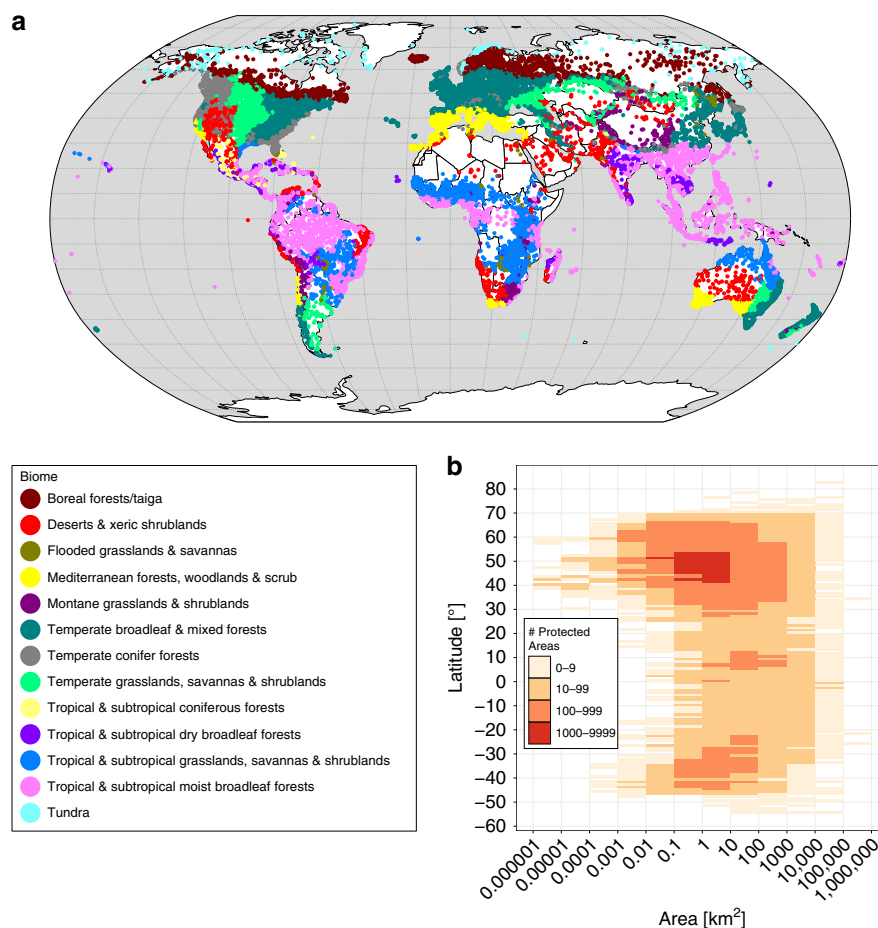 a
Biome
Boreal forests/taiga
Deserts & xeric shrublands
Flooded grasslands & savannas
Mediterranean forests, woodlands & scrub
Montane grasslands & shrublands
Temperate broadleaf & mixed forests
Temperate conifer forests
Temperate grasslands, savannas & shrublands
Tropical & subtropical coniferous forests
Tropical & subtropical dry broadleaf forests
Tropical & subtropical grasslands, savannas & shrublands
Tropical & subtropical moist broadleaf forests
Tundra
b
Latitude [°]
80
70
60
50
40
30
20
10
0
−10
−20
−30
−40
−50
−60
# Protected
Areas
0–9
10–99
100–999
1000–9999
0.000001
0.00001
0.0001
0.001
0.01
0.1
1
10
100
1000
10,000
100,000
1,000,000
Area [km²]